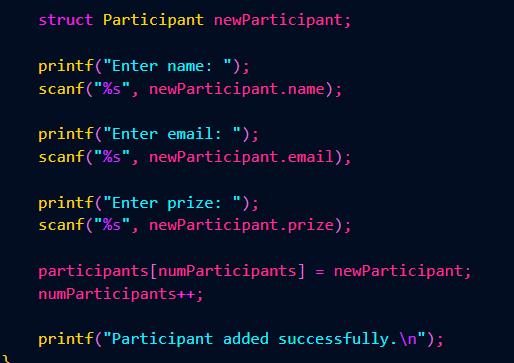 struct Participant newParticipant;
printf("Enter name: ");
scanf("%s", newParticipant.name);
printf("Enter email: ");
scanf("%s", newParticipant.email);
printf("Enter prize: ");
scanf("%s", newParticipant.prize);
participants[numParticipants] = newParticipant;
numParticipants++;
printf("Participant added successfully.\n");
}